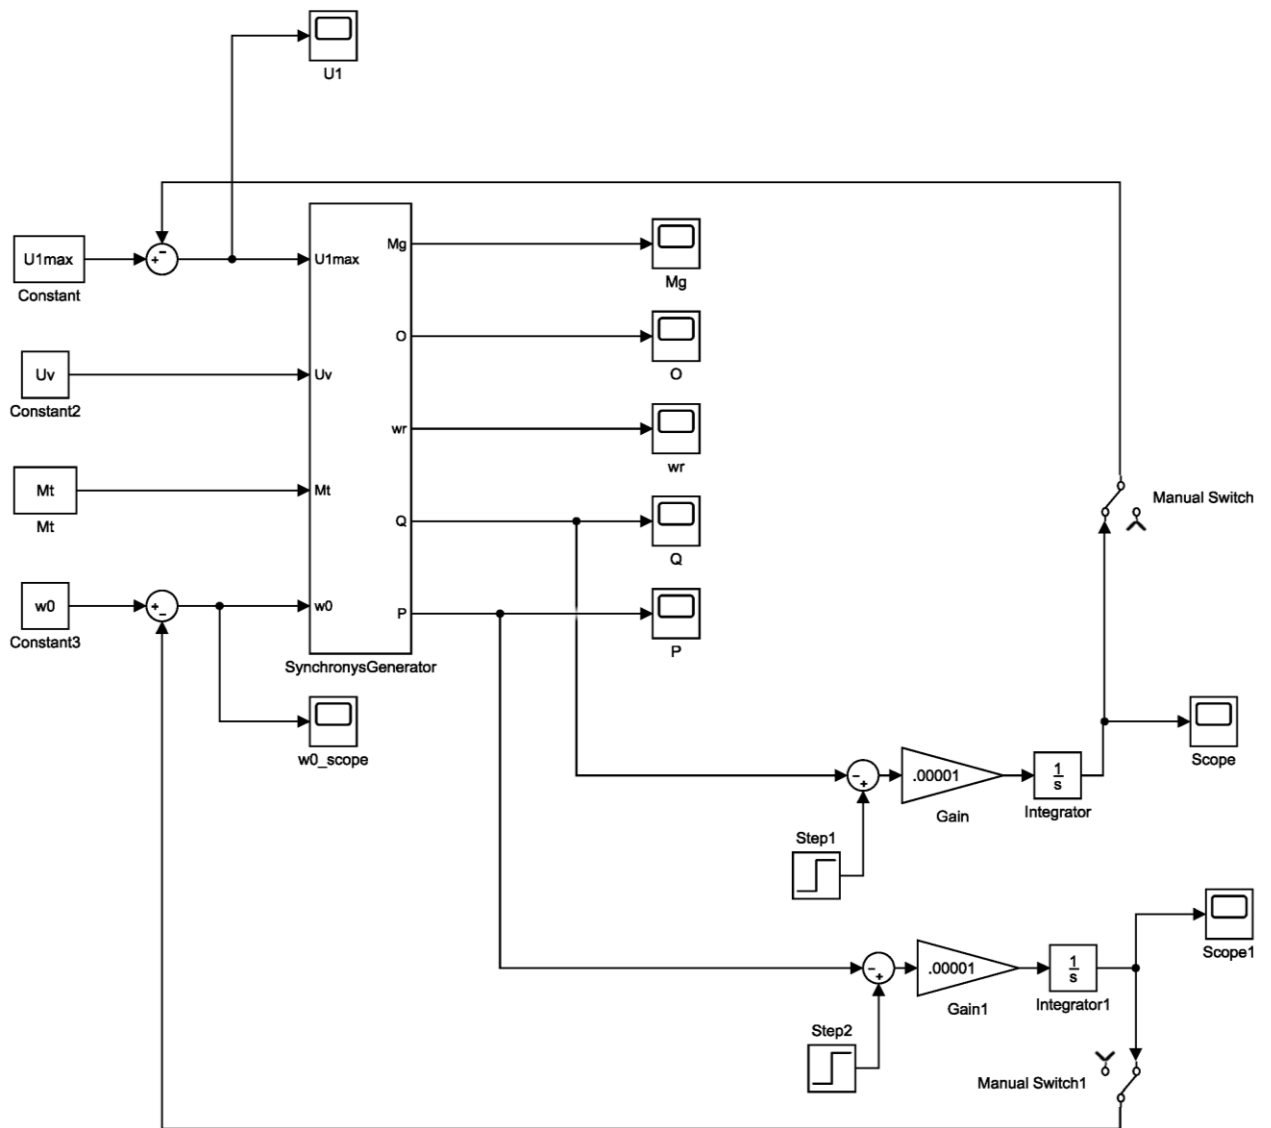 U1
U1max
Constant
-
+
U1max
Mg
Mg
O
O
Uv
Constant2
Uv
wr
wr
Mt
Mt
Mt
Q
Q
w0
Constant3
+
-
w0
P
P
SynchronysGenerator
w0_scope
Manual Switch
-
+
.00001
Gain
1
s
Integrator
Scope
Step1
-
+
.00001
Gain1
1
s
Integrator1
Scope1
Step2
Manual Switch1